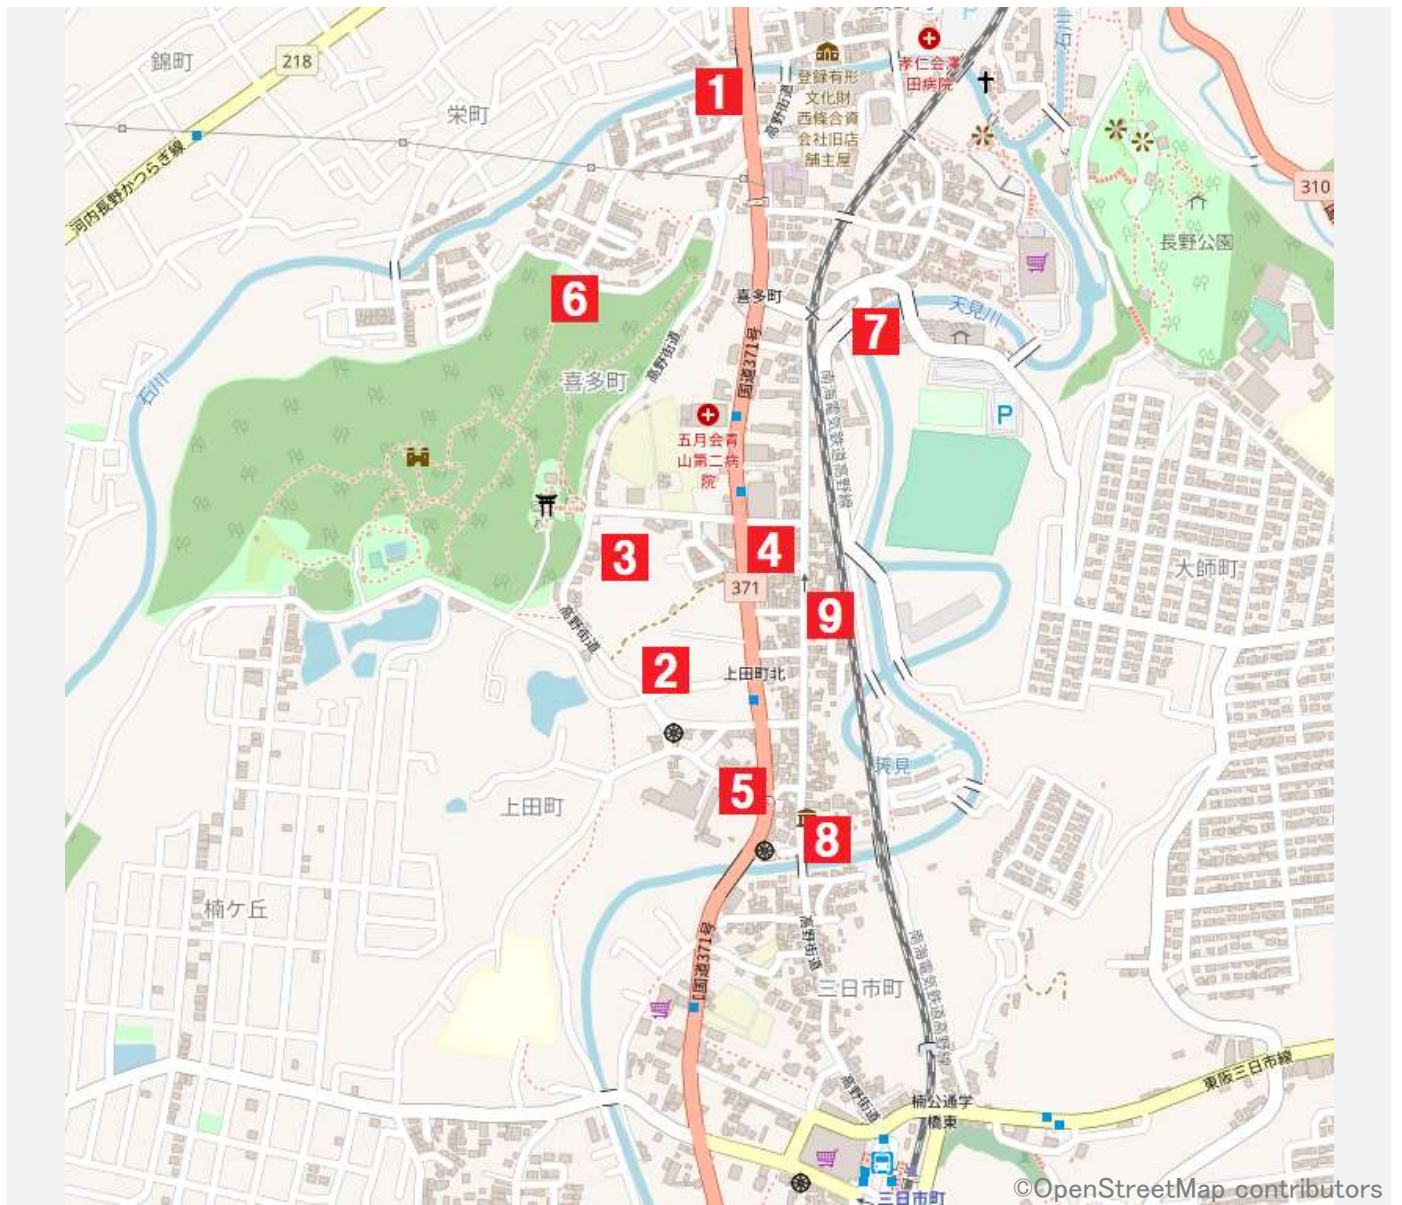 錦町
218
栄町
河内長野かつらぎ線
1
高野街道
登録有形
文化財
西條合資
会社旧店
舗主屋
孝仁会澤
田病院
石川
310
長野公園
6
喜多町
7
天見川
石川
喜多町
高野街道
国道371号
南海電気鉄道高野線
P
五月会青
山第二病
院
3
4
371
大師町
高野街道
9
2
上田町北
天見
5
上田町
8
楠ケ丘
高野街道
国道371号
三日市町
南海電気鉄道高野線
高野街道
楠公通学
橋東
東阪三日市線
三日市町
©OpenStreetMap contributors